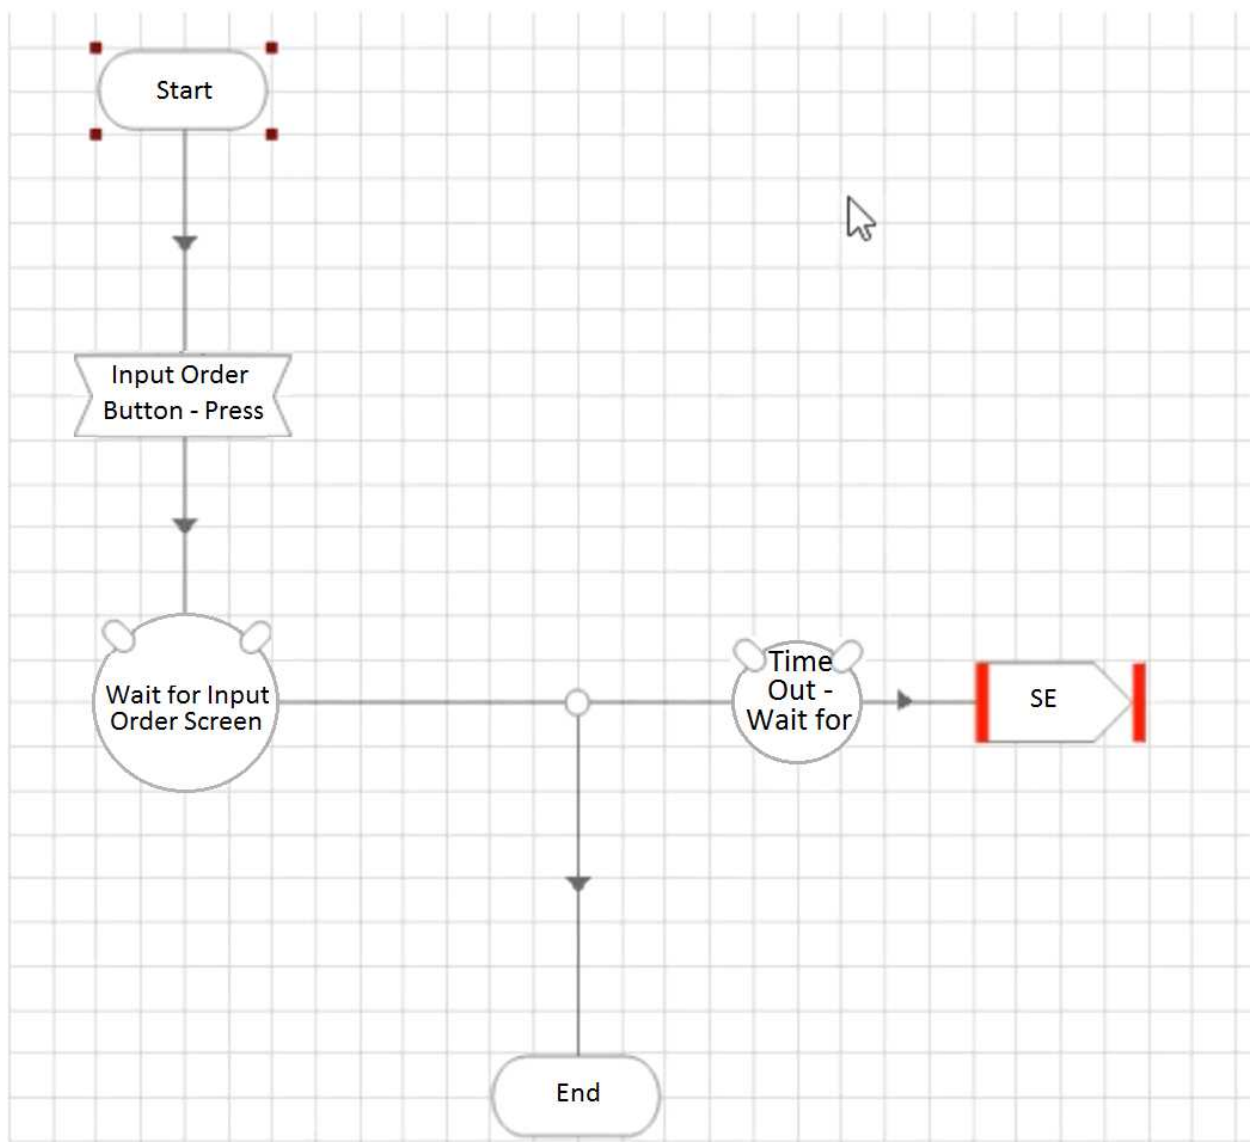 Start
Input Order
Button - Press
Wait for Input
Order Screen
Time
Out -
Wait for
SE
End